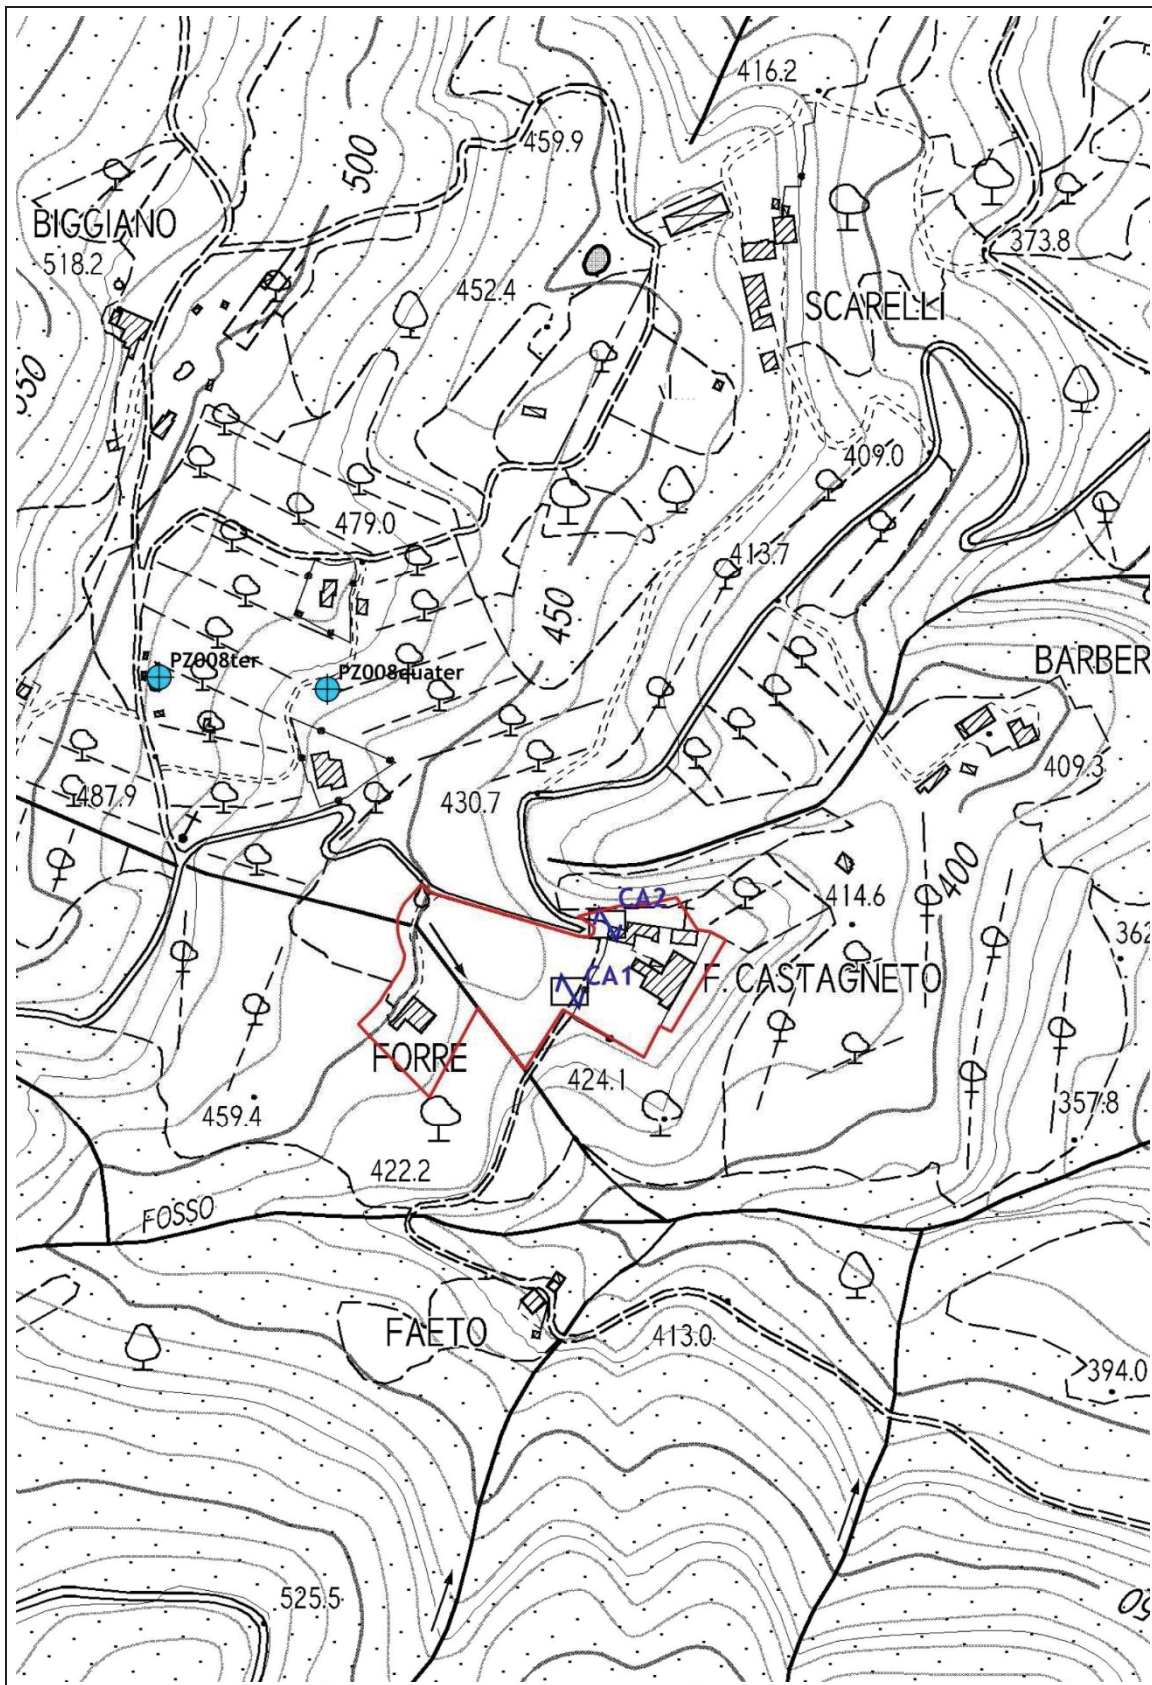 416.2
459.9
500
BIGGIANO
518.2
373.8
452.4
SCARELLI
550
409.0
479.0
413.7
450
PZ008ter
PZ008quater
BARBER
409.3
487.9
430.7
400
CA2
414.6
362
CA1
F. CASTAGNETO
FORRE
424.1
459.4
357.8
422.2
FOSSO
FAETO
413.0
394.0
525.5
50